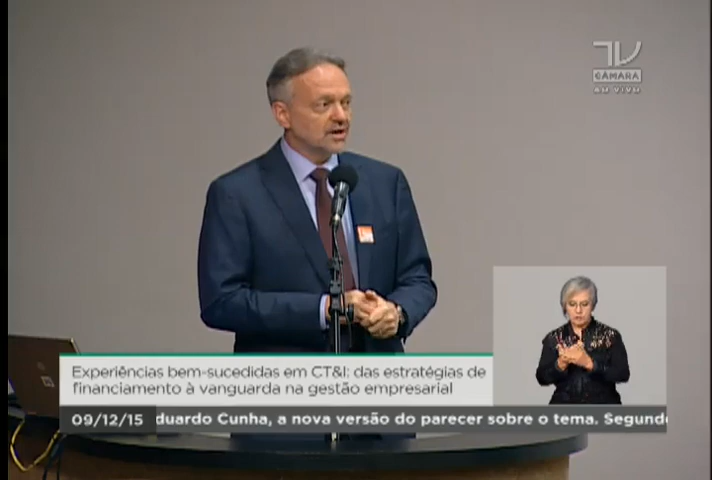 TV
CÂMARA
AO VIVO
Experiências bem-sucedidas em CT&I: das estratégias de
financiamento à vanguarda na gestão empresarial
09/12/15 duardo Cunha, a nova versão do parecer sobre o tema. Segund